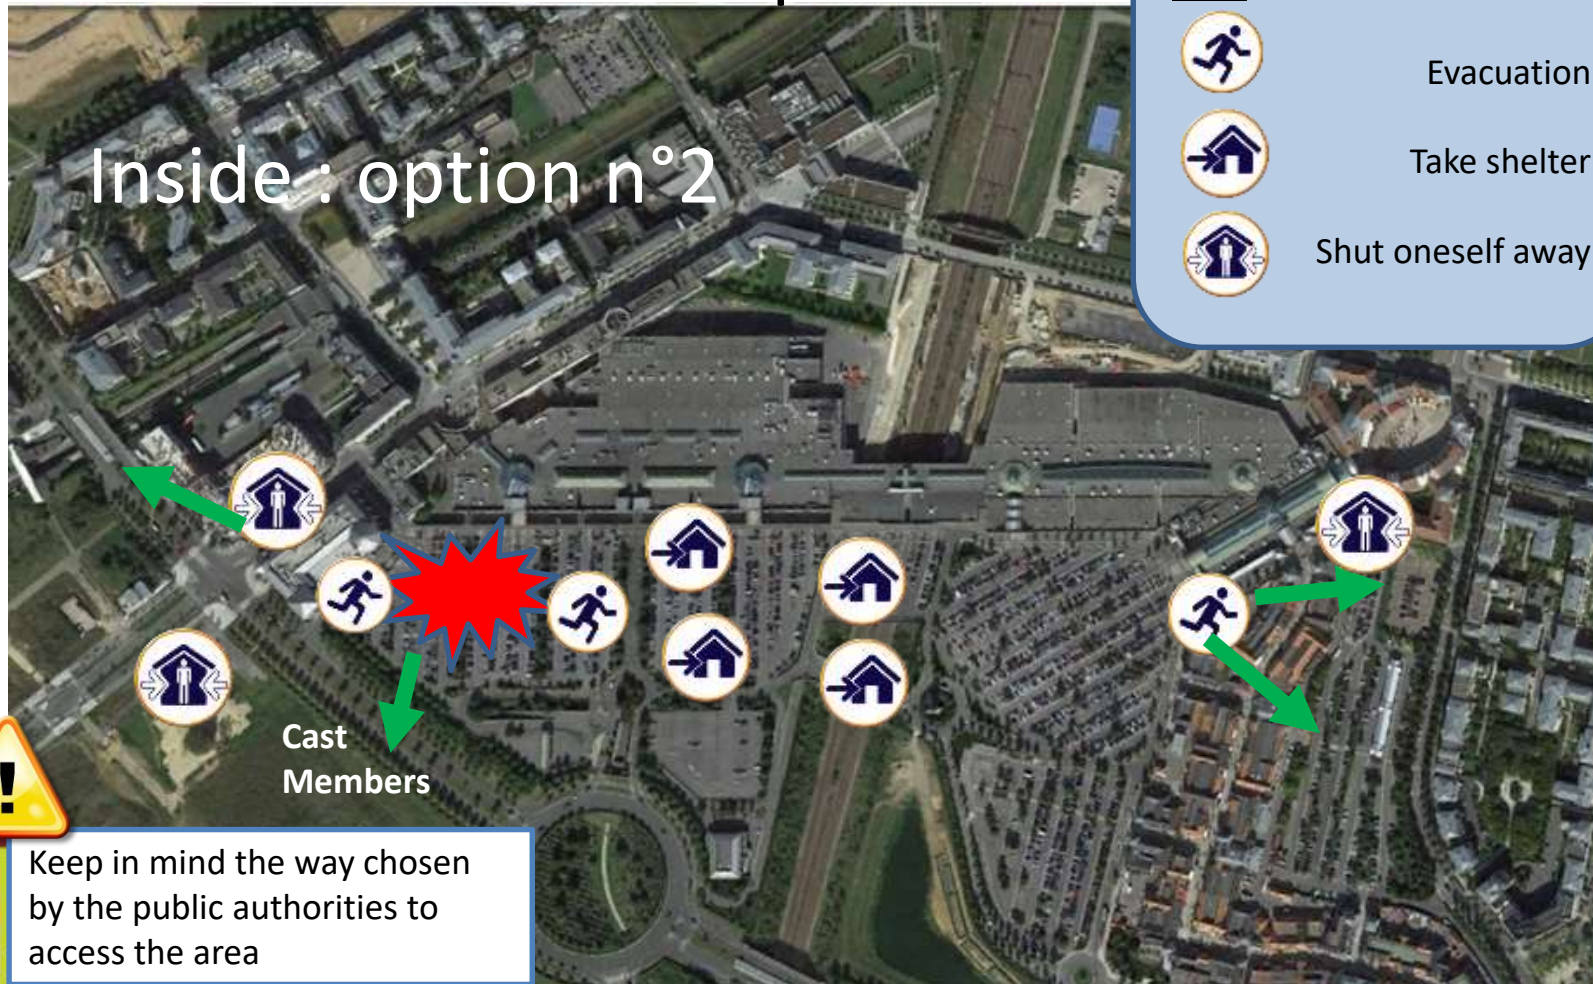 Evacuation
Take shelter
Shut oneself away
Inside : option n°2
Cast
Members
!
Keep in mind the way chosen
by the public authorities to
access the area